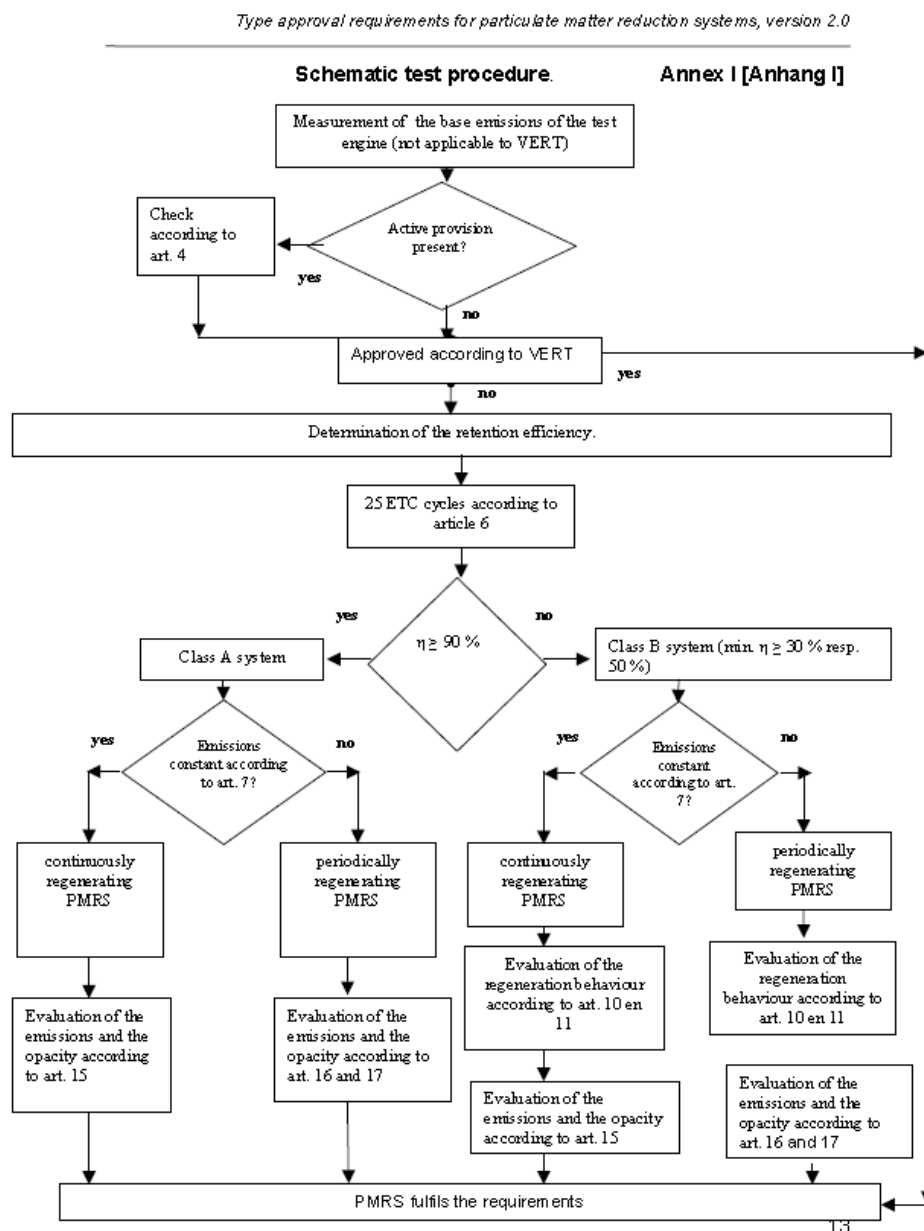 Type approval requirements for particulate matter reduction systems, version 2.0
Schematic test procedure. Annex I [Anhang I]
Measurement of the base emissions of the test
engine (not applicable to VERT)
Check
according to
art. 4
Active provision
present?
yes
no
Approved according to VERT
yes
no
Determination of the retention efficiency.
25 ETC cycles according to
article 6
yes
no
η ≥ 90 %
Class A system
Class B system (min. η ≥ 30 % resp.
50 %)
yes
Emissions
constant according
to art. 7?
no
yes
Emissions
constant
according to art.
7?
no
continuously
regenerating
PMRS
periodically
regenerating
PMRS
continuously
regenerating
PMRS
periodically
regenerating
PMRS
Evaluation of the
regeneration behaviour
according to art. 10 en
11
Evaluation of the
regeneration
behaviour according to
art. 10 en 11
Evaluation of the
emissions and the
opacity according
to art. 15
Evaluation of the
emissions and the
opacity according to
art. 16 and 17
Evaluation of the
emissions and the opacity
according to art. 15
Evaluation of the
emissions and the
opacity according to
art. 16 and 17
PMRS fulfils the requirements
13